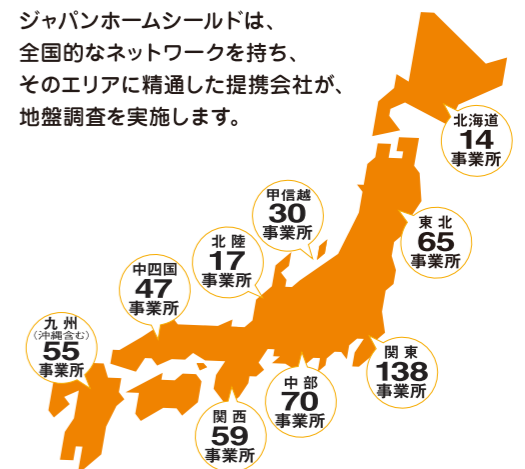 ジャパンホームシールドは、
全国的なネットワークを持ち、
そのエリアに精通した提携会社が、
地盤調査を実施します。
北海道
14
事業所
東北
65
事業所
甲信越
30
事業所
北陸
17
事業所
中四国
47
事業所
九州
（沖縄含む）
55
事業所
関東
138
事業所
中部
70
事業所
関西
59
事業所